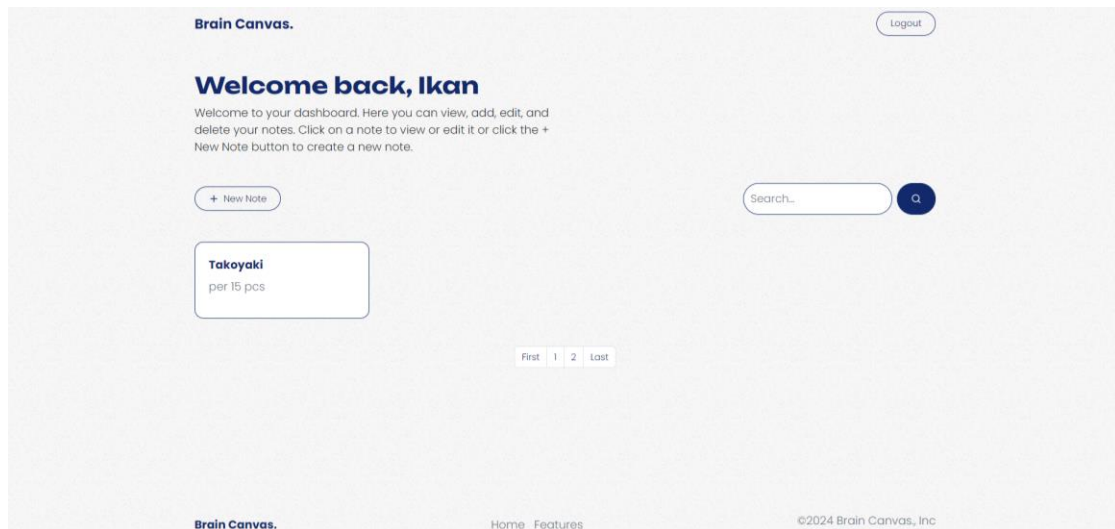 Brain Canvas.
Logout
Welcome back, Ikan
Welcome to your dashboard. Here you can view, add, edit, and
delete your notes. Click on a note to view or edit it or click the +
New Note button to create a new note.
+ New Note
Search...
Takoyaki
per 15 pcs
First 1 2 Last
Brain Canvas.
Home Features
©2024 Brain Canvas., Inc